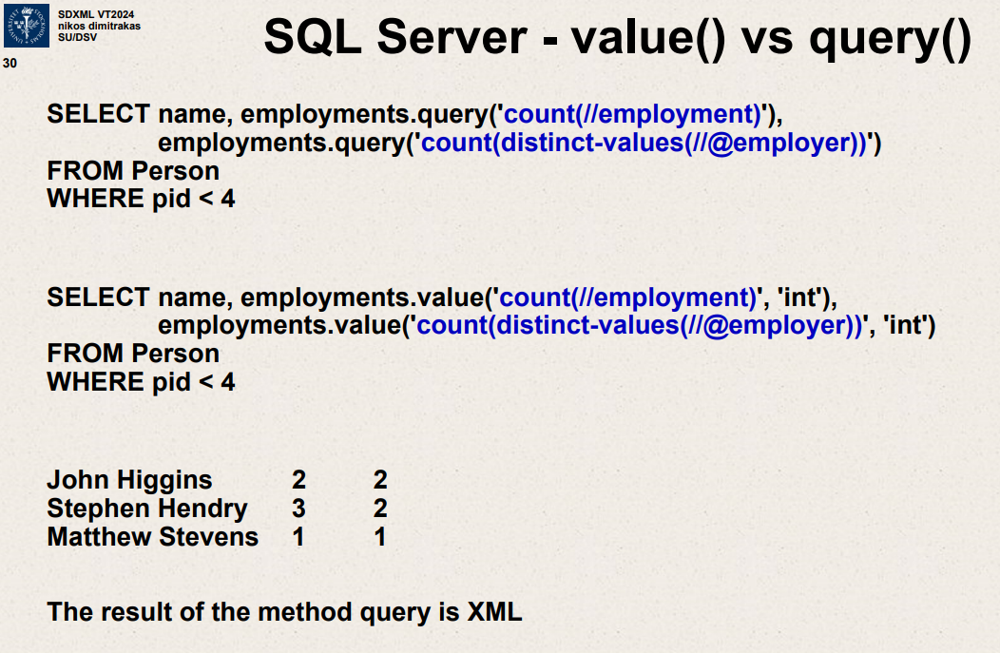 SDXML VT2024
nikos dimitrakas
SU/DSV
30
SQL Server - value() vs query()
SELECT name, employments.query('count(//employment)'),
employments.query('count(distinct-values(//@employer))')
FROM Person
WHERE pid < 4
SELECT name, employments.value('count(//employment)', 'int'),
employments.value('count(distinct-values(//@employer))', 'int')
FROM Person
WHERE pid < 4
John Higgins 2 2
Stephen Hendry 3 2
Matthew Stevens 1 1
The result of the method query is XML